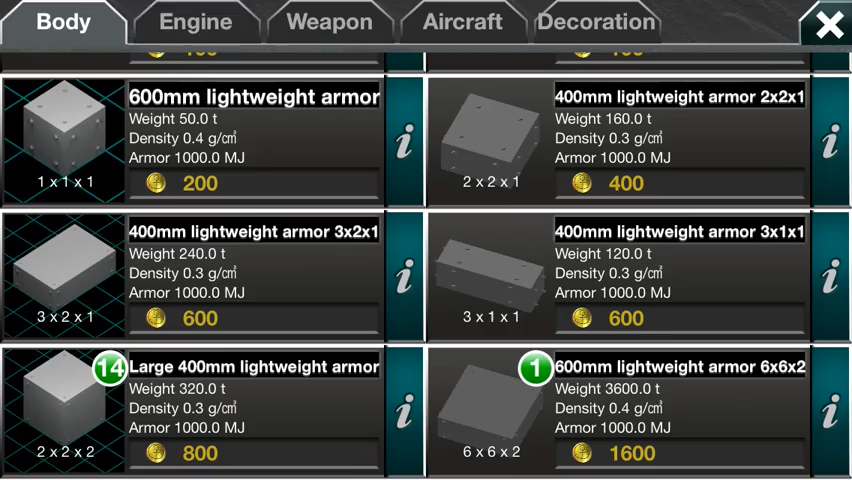 Body
Engine
Weapon
Aircraft
Decoration
600mm lightweight armor
Weight 50.0 t
Density 0.4 g/c㎥
Armor 1000.0 MJ
1 x 1 x 1
200
400mm lightweight armor 2x2x1
Weight 160.0 t
Density 0.3 g/c㎥
Armor 1000.0 MJ
2 x 2 x 1
400
400mm lightweight armor 3x2x1
Weight 240.0 t
Density 0.3 g/c㎥
Armor 1000.0 MJ
3 x 2 x 1
600
400mm lightweight armor 3x1x1
Weight 120.0 t
Density 0.3 g/c㎥
Armor 1000.0 MJ
3 x 1 x 1
600
14
Large 400mm lightweight armor
Weight 320.0 t
Density 0.3 g/c㎥
Armor 1000.0 MJ
2 x 2 x 2
800
1
600mm lightweight armor 6x6x2
Weight 3600.0 t
Density 0.4 g/c㎥
Armor 1000.0 MJ
6 x 6 x 2
1600